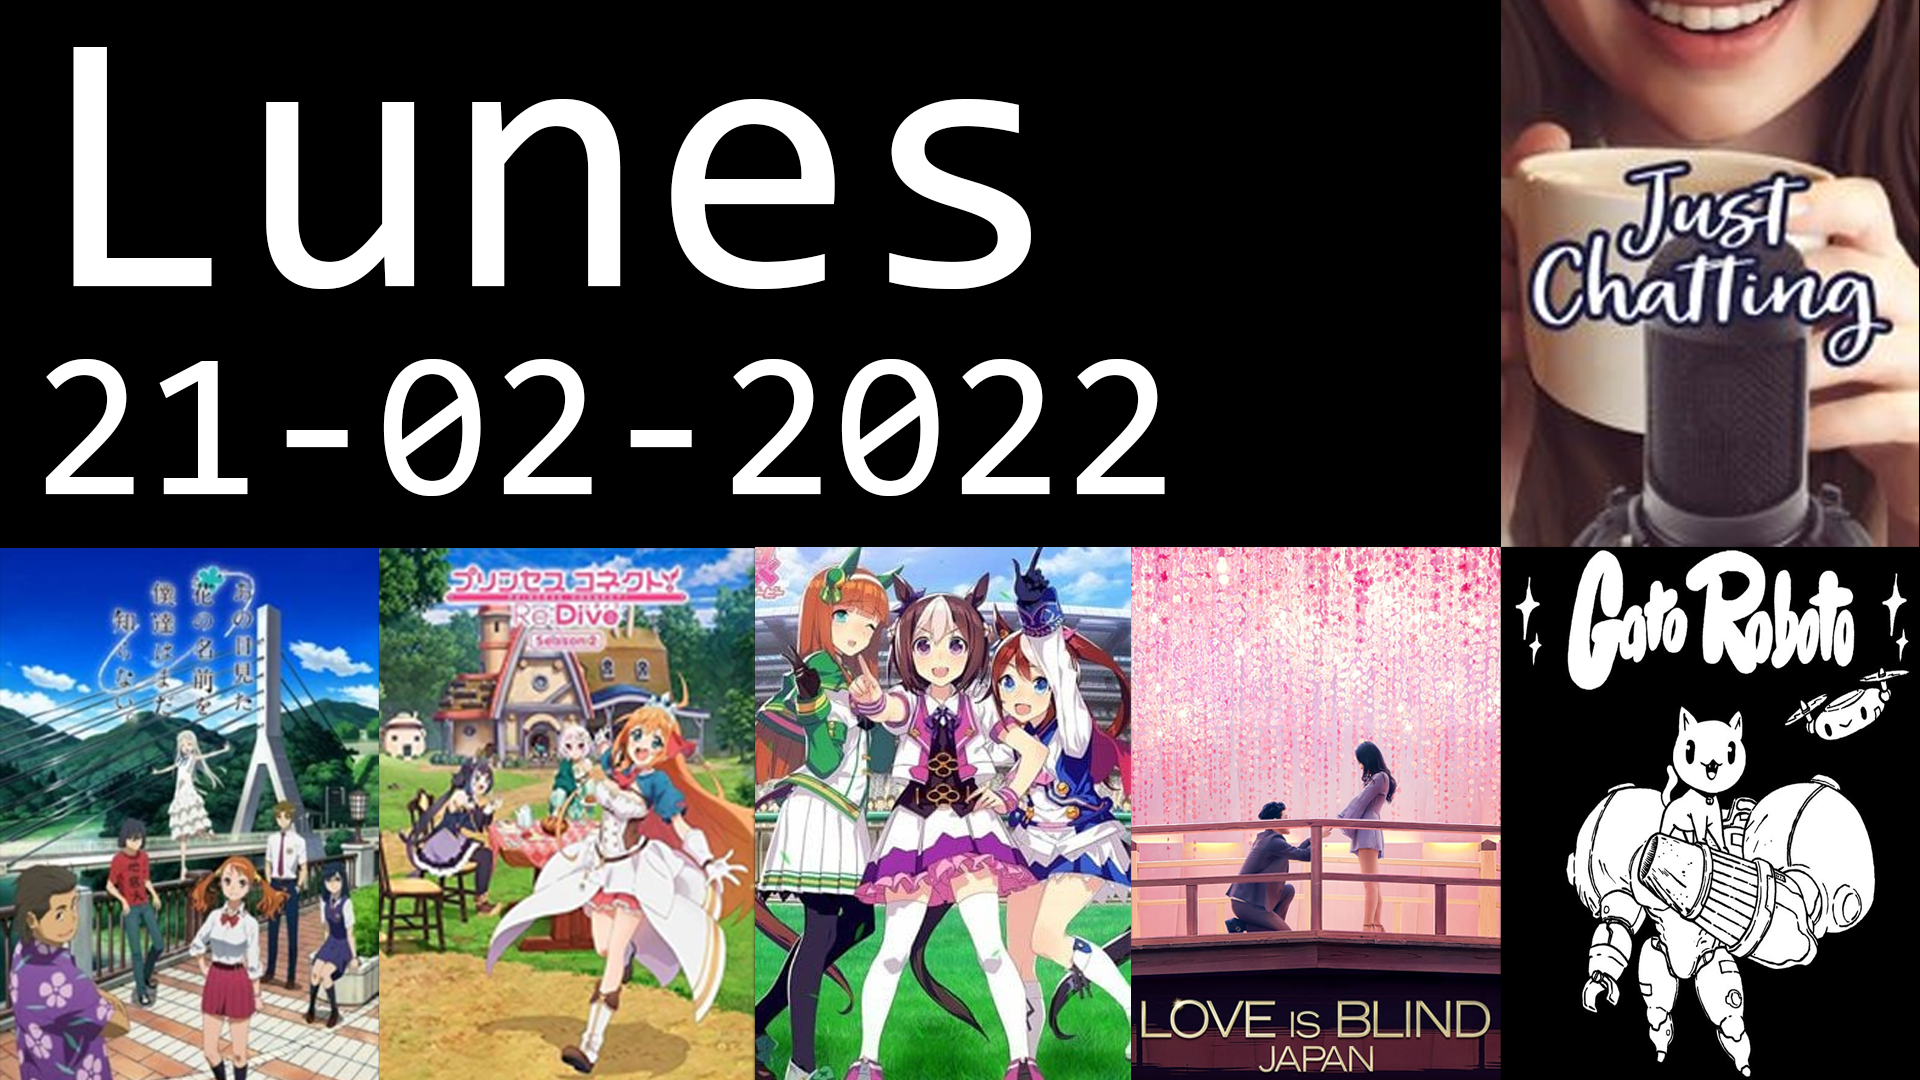 Lunes
21-02-2022
Just
Chatting
あの日見た
花の名前を
僕達はまだ
知らない。
プリンセスコネクト
Re:Dive
Season 2
LOVE IS BLIND
JAPAN
Gato Roboto